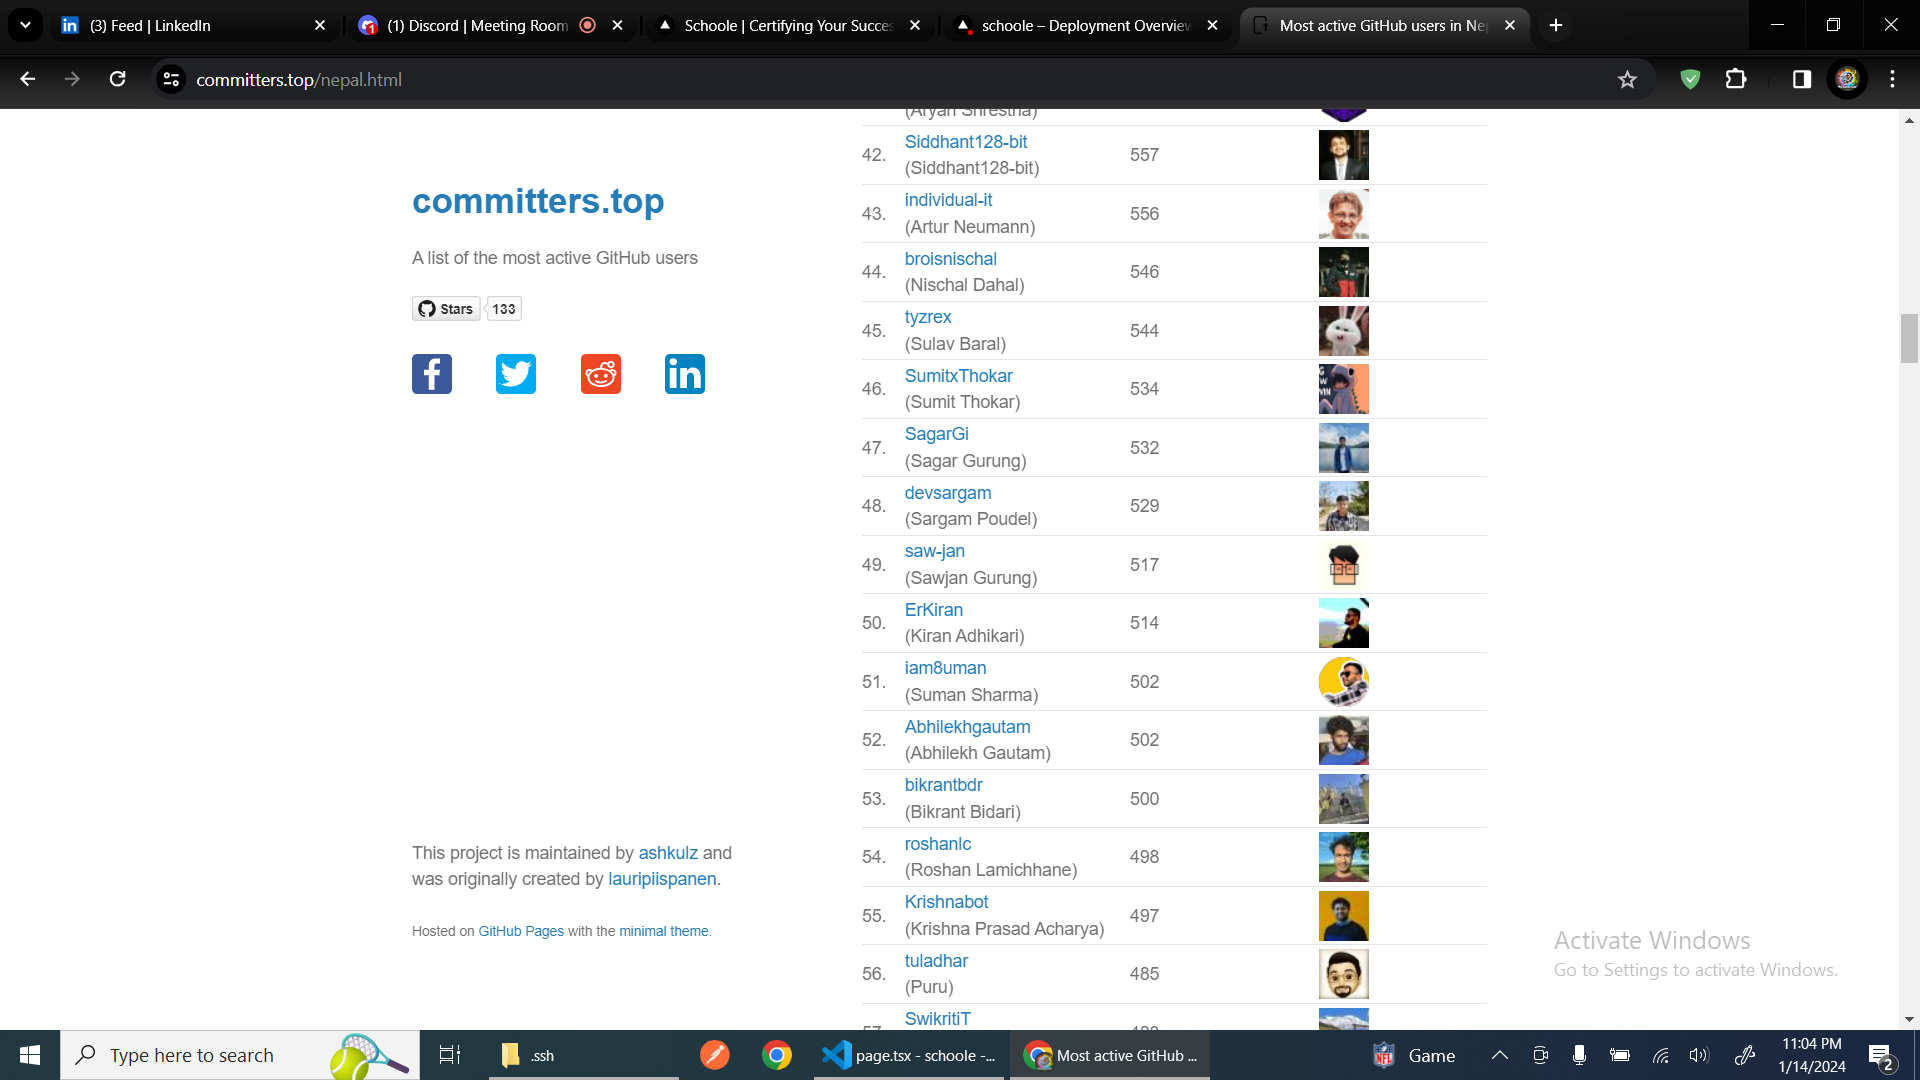 (3) Feed | LinkedIn
(1) Discord | Meeting Room
Schoole | Certifying Your Succes
schoole – Deployment Overview
Most active GitHub users in Nep
committers.top/nepal.html
committers.top
A list of the most active GitHub users
Stars 133
This project is maintained by ashkulz and
was originally created by lauripiispanen.
Hosted on GitHub Pages with the minimal theme.
(Aryan Shrestha)
42. Siddhant128-bit 557
(Siddhant128-bit)
43. individual-it 556
(Artur Neumann)
44. broisnischal 546
(Nischal Dahal)
45. tyzrex 544
(Sulav Baral)
46. SumitxThokar 534
(Sumit Thokar)
47. SagarGi 532
(Sagar Gurung)
48. devsargam 529
(Sargam Poudel)
49. saw-jan 517
(Sawjan Gurung)
50. ErKiran 514
(Kiran Adhikari)
51. iam8uman 502
(Suman Sharma)
52. Abhilekhgautam 502
(Abhilekh Gautam)
53. bikrantbdr 500
(Bikrant Bidari)
54. roshanlc 498
(Roshan Lamichhane)
55. Krishnabot 497
(Krishna Prasad Acharya)
56. tuladhar 485
(Puru)
57. SwikritiT
Activate Windows
Go to Settings to activate Windows.
Type here to search
.ssh
page.tsx - schoole -...
Most active GitHub ...
Game
11:04 PM
1/14/2024
2